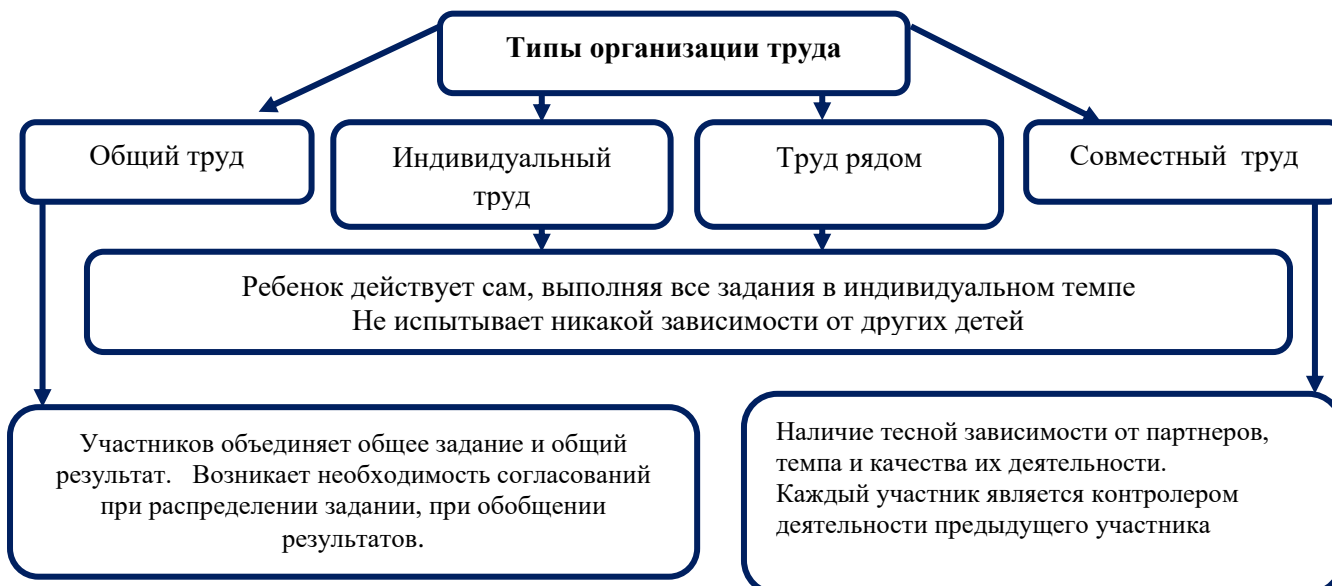 Типы организации труда
Общий труд
Индивидуальный
труд
Труд рядом
Совместный труд
Ребенок действует сам, выполняя все задания в индивидуальном темпе
Не испытывает никакой зависимости от других детей
Участников объединяет общее задание и общий
результат. Возникает необходимость согласований
при распределении задании, при обобщении
результатов.
Наличие тесной зависимости от партнеров,
темпа и качества их деятельности.
Каждый участник является контролером
деятельности предыдущего участника